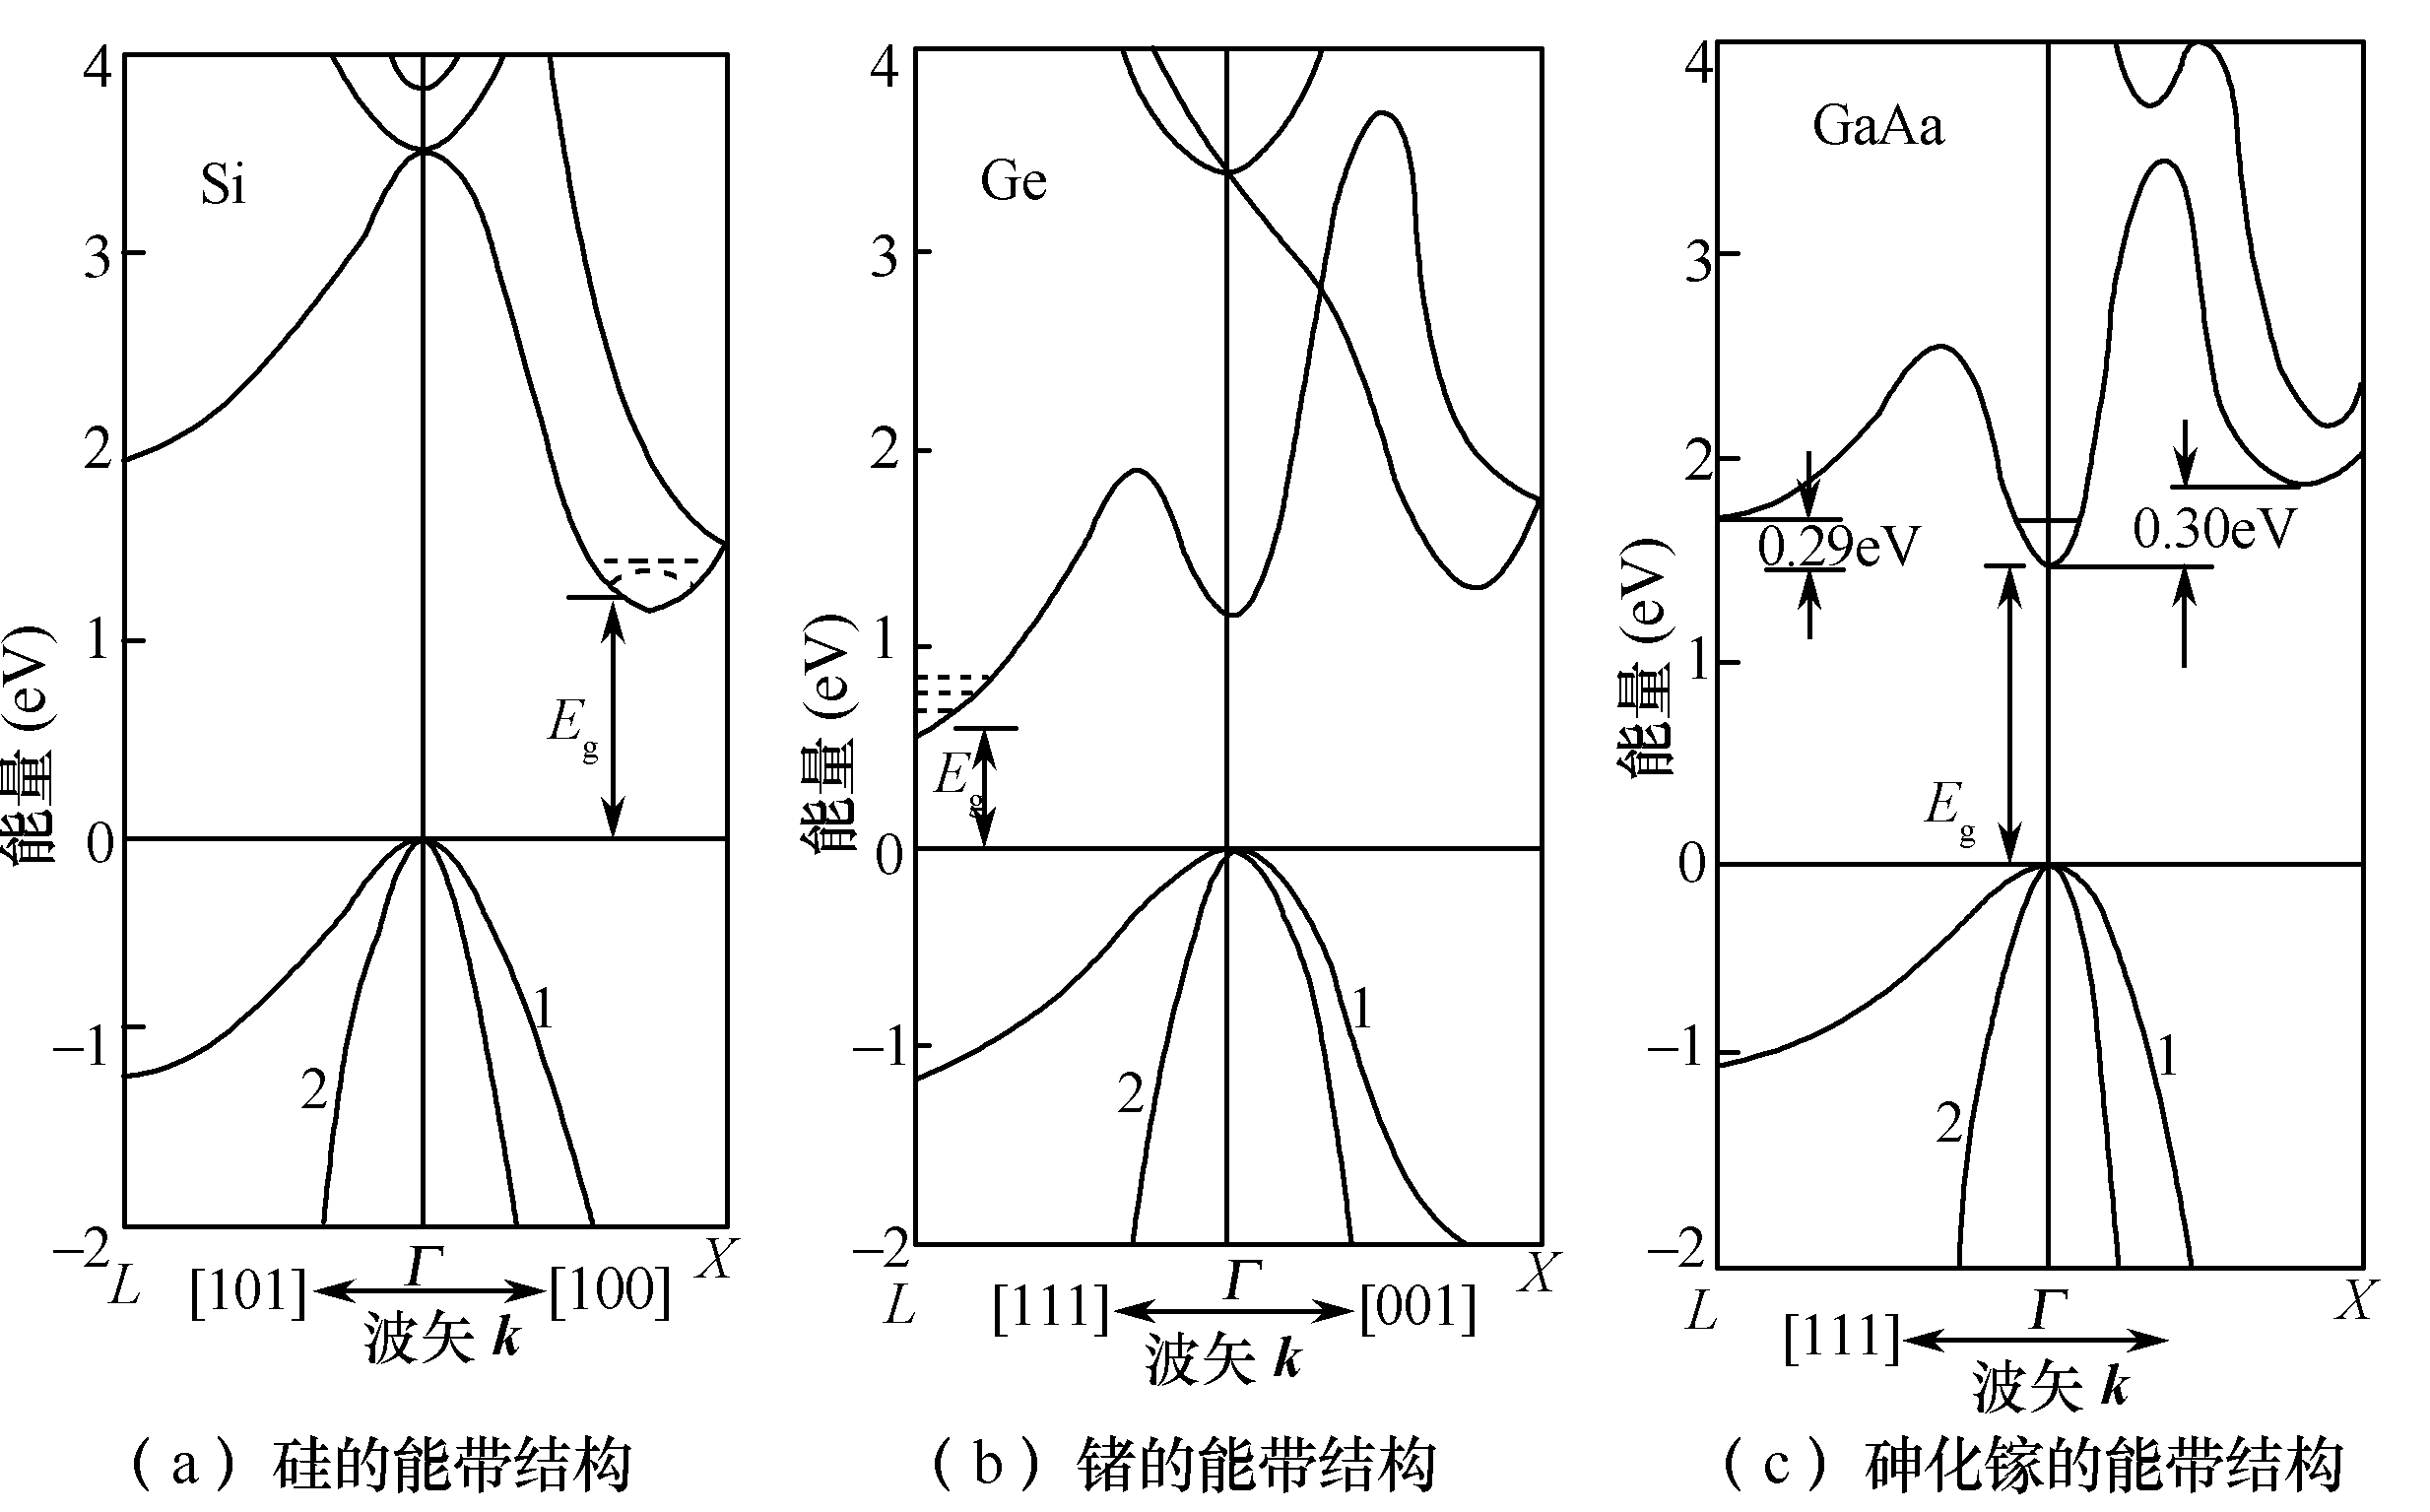 能量 (eV)
4
3
2
1
0
–1
–2
Si
E_g
1
2
L
Γ
X
[101]
[100]
波矢 k
(a) 硅的能带结构
能量 (eV)
4
3
2
1
0
–1
–2
Ge
E_g
1
2
L
Γ
X
[111]
[001]
波矢 k
(b) 锗的能带结构
能量 (eV)
4
3
2
1
0
–1
–2
GaAa
0.29eV
0.30eV
E_g
1
2
L
Γ
X
[111]
波矢 k
(c) 砷化镓的能带结构